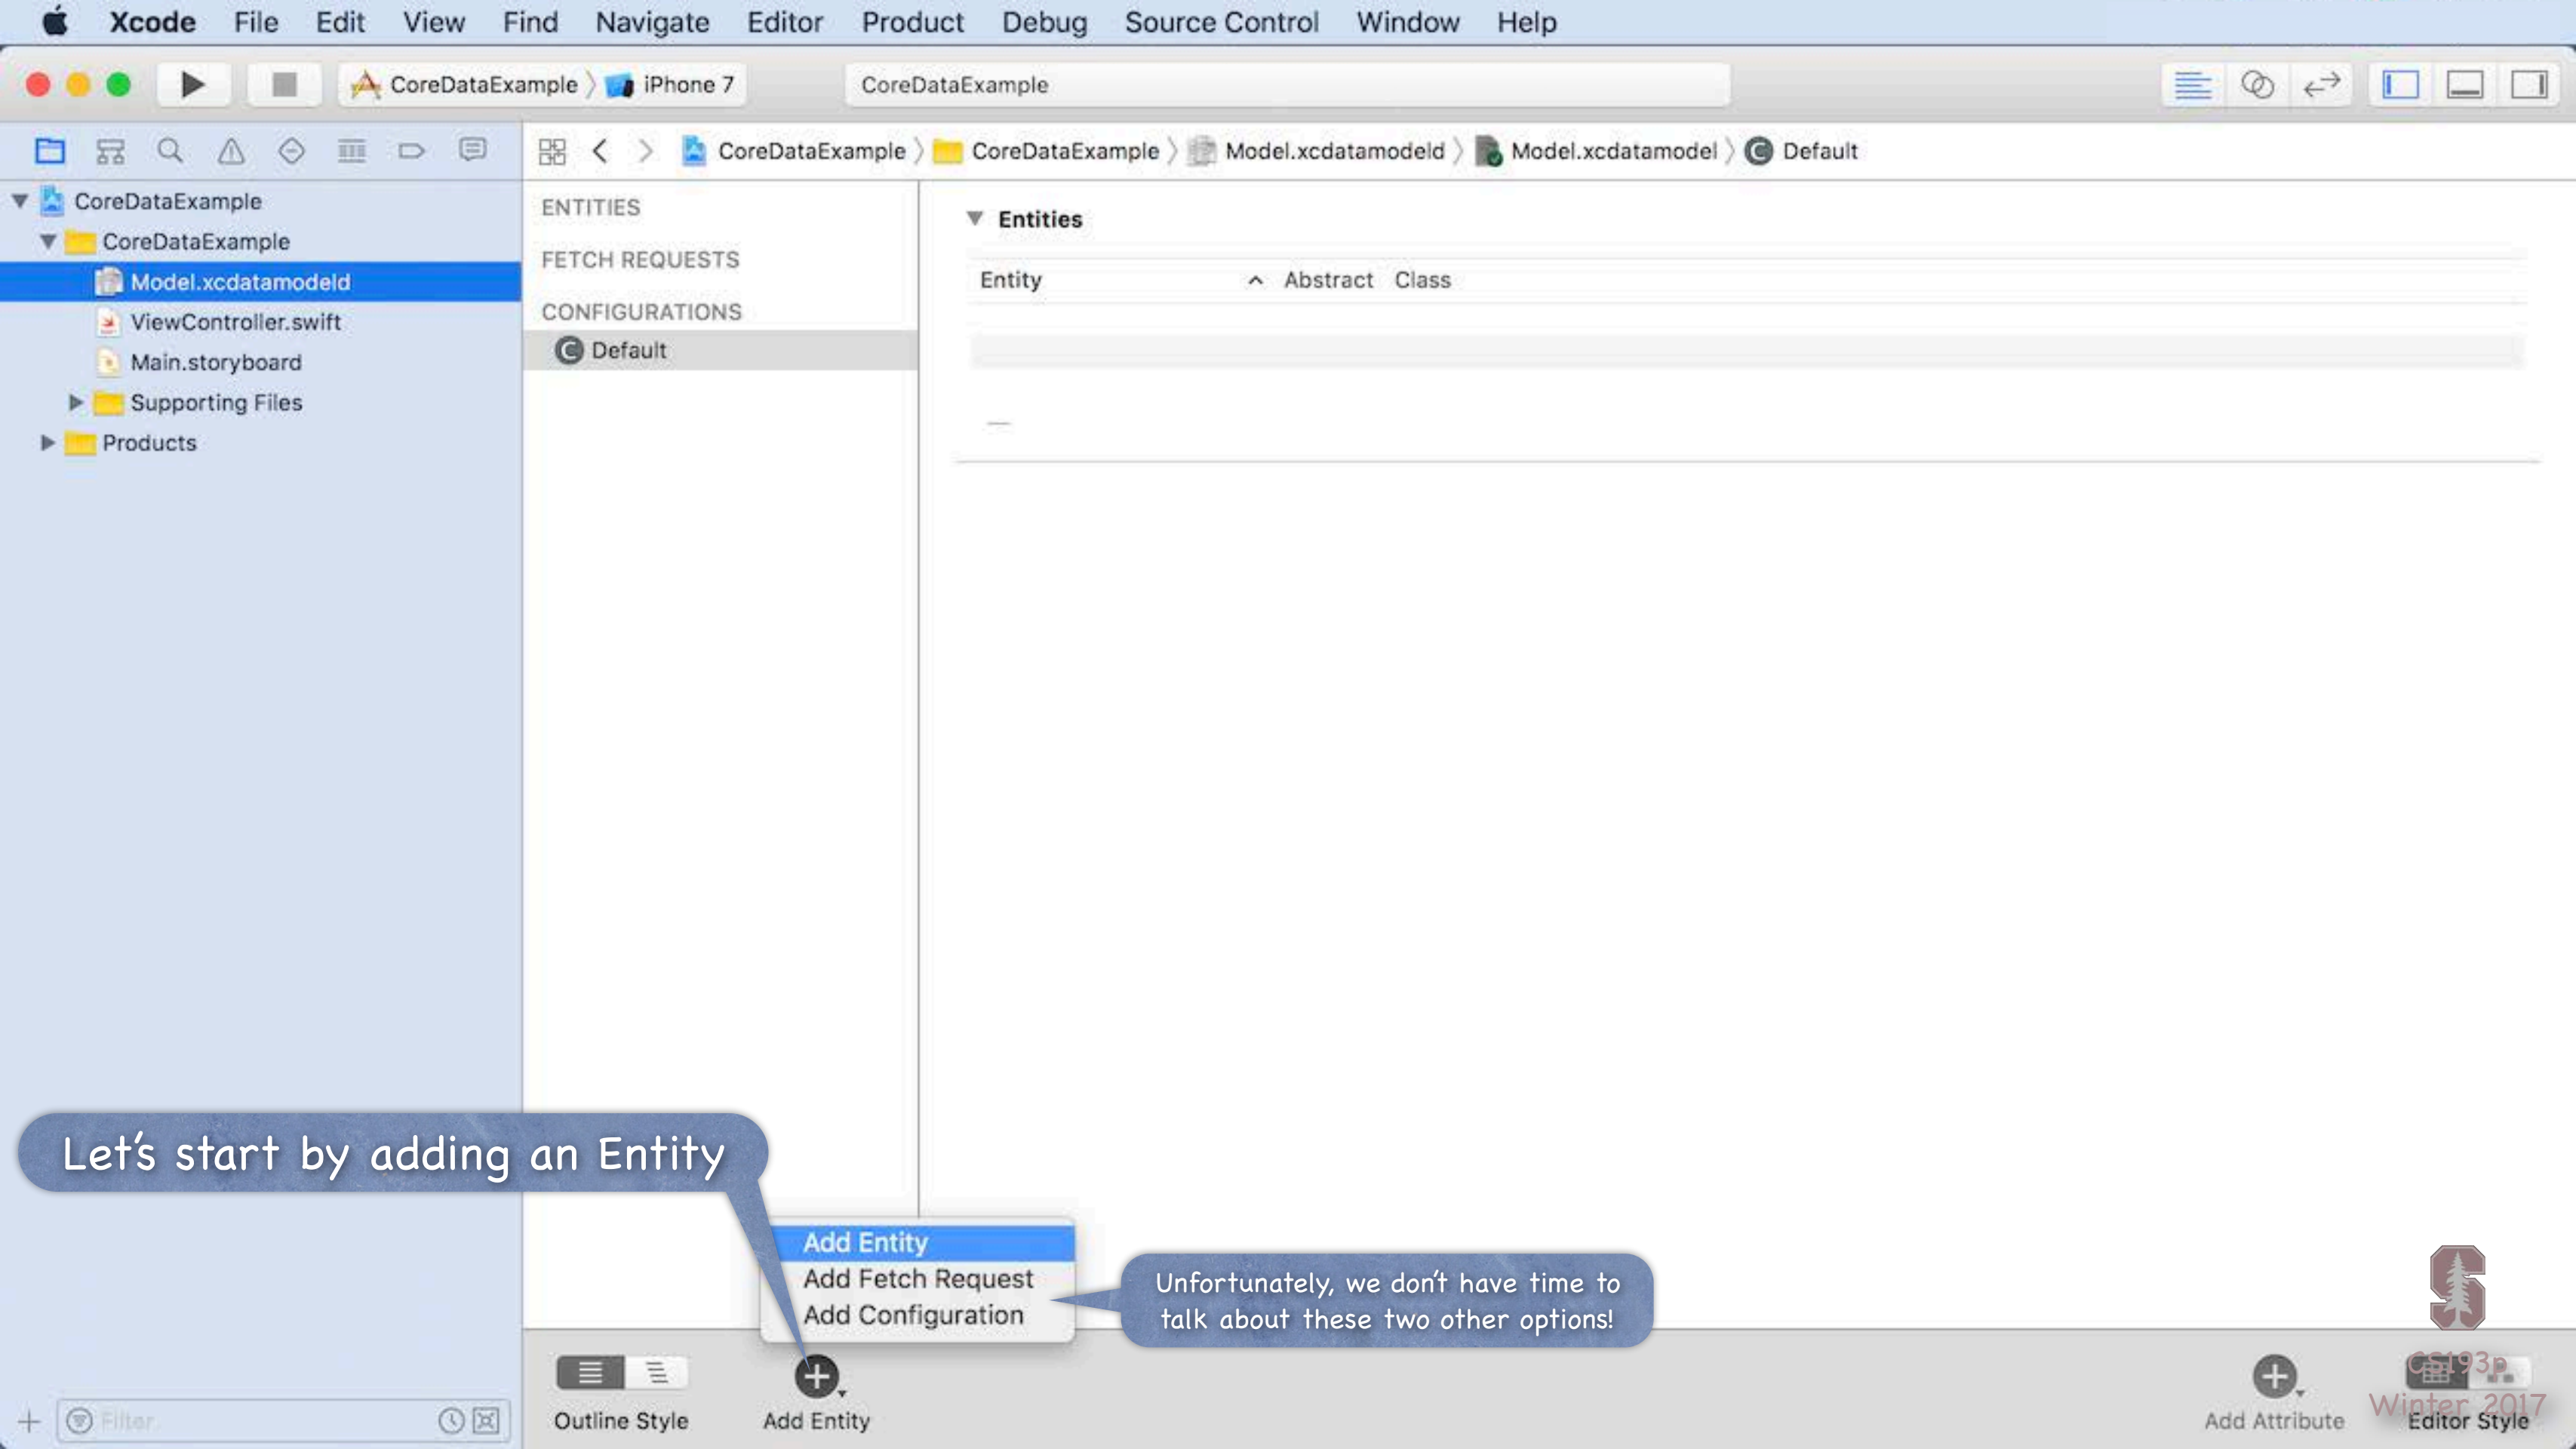 Xcode File Edit View Find Navigate Editor Product Debug Source Control Window Help
CoreDataExample iPhone 7 CoreDataExample
CoreDataExample CoreDataExample Model.xcdatamodeld Model.xcdatamodel Default
CoreDataExample
CoreDataExample
Model.xcdatamodeld
ViewController.swift
Main.storyboard
Supporting Files
Products
ENTITIES
FETCH REQUESTS
CONFIGURATIONS
Default
Entities
Entity Abstract Class
Let's start by adding an Entity
Add Entity
Add Fetch Request
Add Configuration
Unfortunately, we don't have time to
talk about these two other options!
Filter
Outline Style
Add Entity
Add Attribute
Editor Style
CS193p
Winter 2017